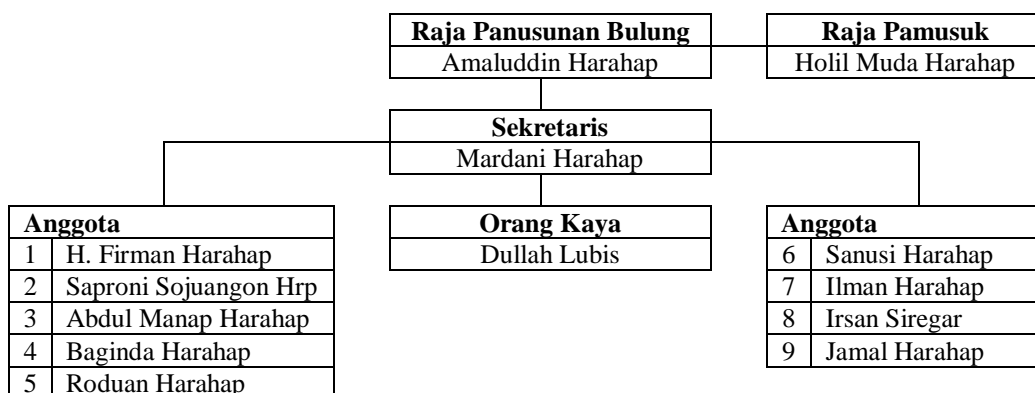 Raja Panusunan Bulung
Amaluddin Harahap
Raja Pamusuk
Holil Muda Harahap
Sekretaris
Mardani Harahap
Anggota
1 H. Firman Harahap
2 Saproni Sojuangon Hrp
3 Abdul Manap Harahap
4 Baginda Harahap
5 Roduan Harahap
Orang Kaya
Dullah Lubis
Anggota
6 Sanusi Harahap
7 Ilman Harahap
8 Irsan Siregar
9 Jamal Harahap